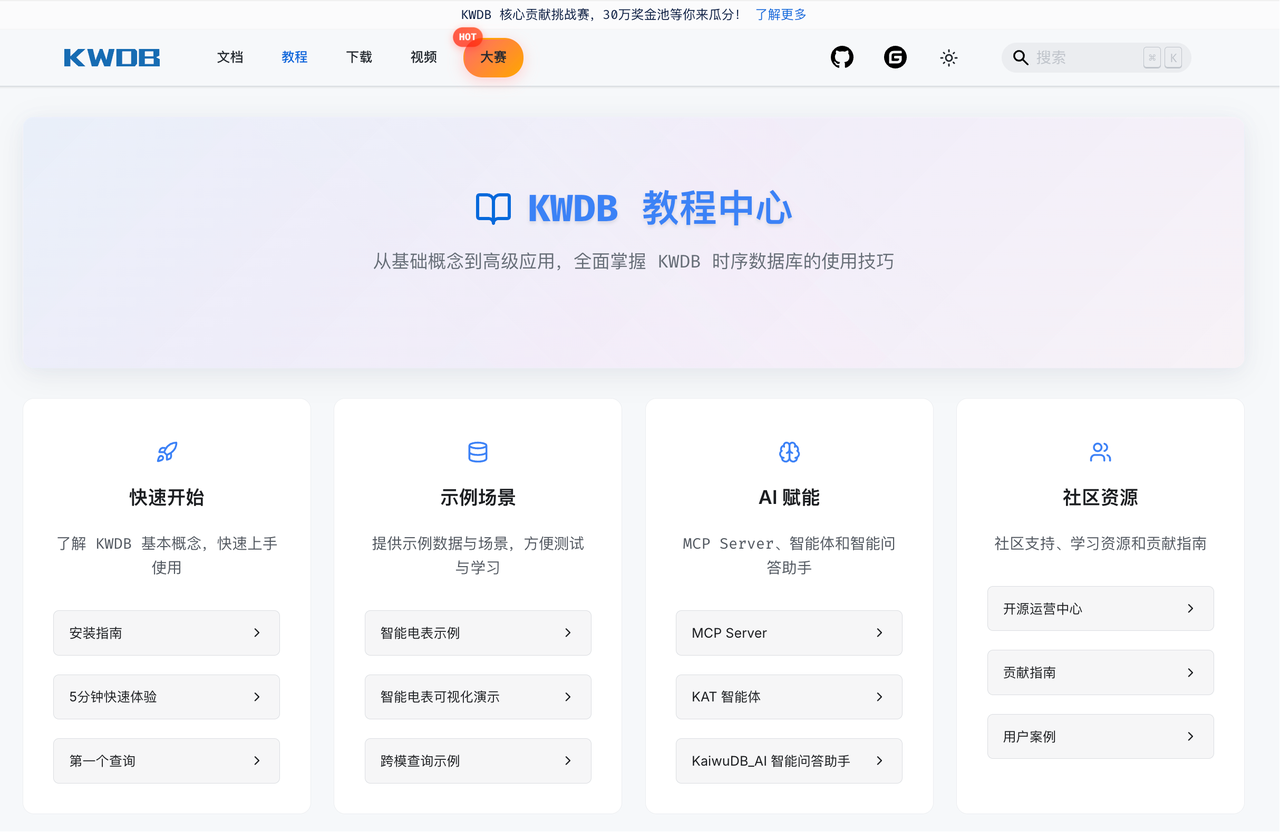 KWDB 核心贡献挑战赛，30万奖金池等你来瓜分！ 了解更多
KWDB 文档 教程 下载 视频 HOT 大赛 搜索 ⌘ K
KWDB 教程中心
从基础概念到高级应用，全面掌握 KWDB 时序数据库的使用技巧
快速开始
了解 KWDB 基本概念，快速上手
使用
安装指南
5分钟快速体验
第一个查询
示例场景
提供示例数据与场景，方便测试
与学习
智能电表示例
智能电表可视化演示
跨模查询示例
AI 赋能
MCP Server、智能体和智能问
答助手
MCP Server
KAT 智能体
KaiwuDB_AI 智能问答助手
社区资源
社区支持、学习资源和贡献指南
开源运营中心
贡献指南
用户案例